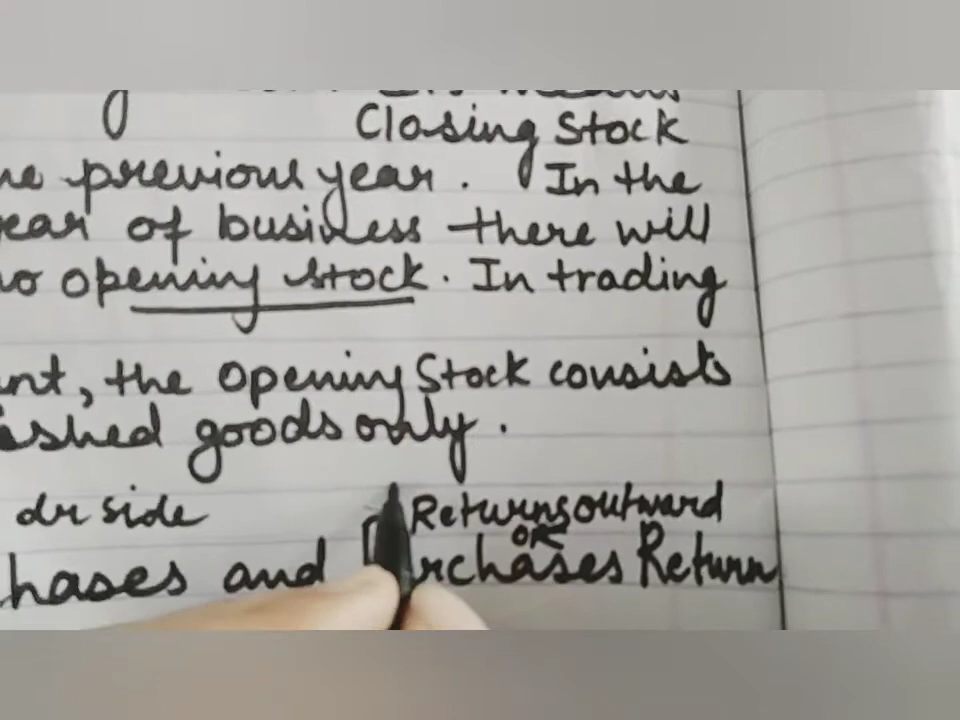 Closing Stock
previous year. In the
of business there will
opening stock. In trading
, the opening Stock consists
goods only.
dr side Returns outward
OR
and Return